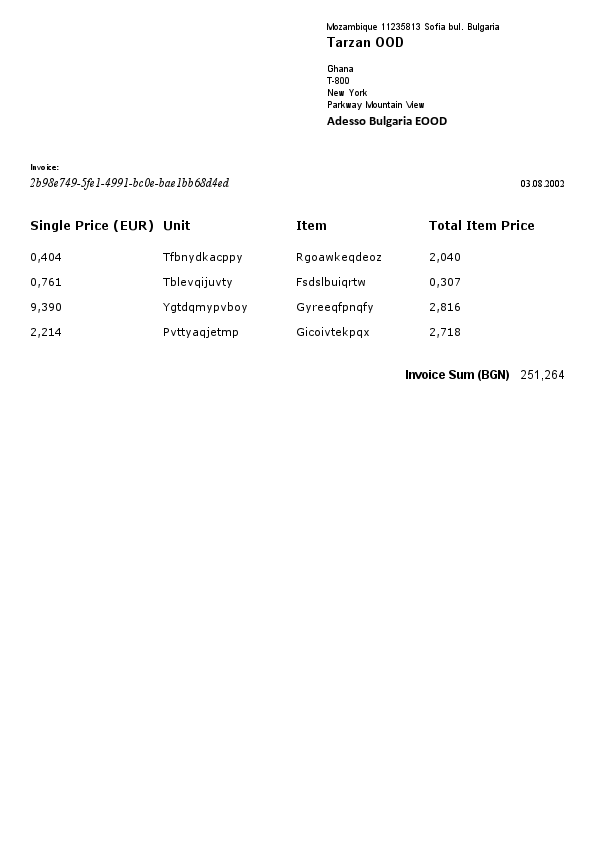 Mozambique 11235813 Sofia bul. Bulgaria
Tarzan OOD
Ghana
T-800
New York
Parkway Mountain View
Adesso Bulgaria EOOD
Invoice:
2b98e749-5fe1-4991-bc0e-bae1bb68d4ed 03.08.2002
Single Price (EUR) Unit Item Total Item Price
0,404 Tfbnydkacppy Rgoawkeqdeoz 2,040
0,761 Tblevqijuvty Fsdslbuiqrtw 0,307
9,390 Ygtdqmypvboy Gyreeqfpnqfy 2,816
2,214 Pvttyaqjetmp Gicoivtekpqx 2,718
Invoice Sum (BGN) 251,264